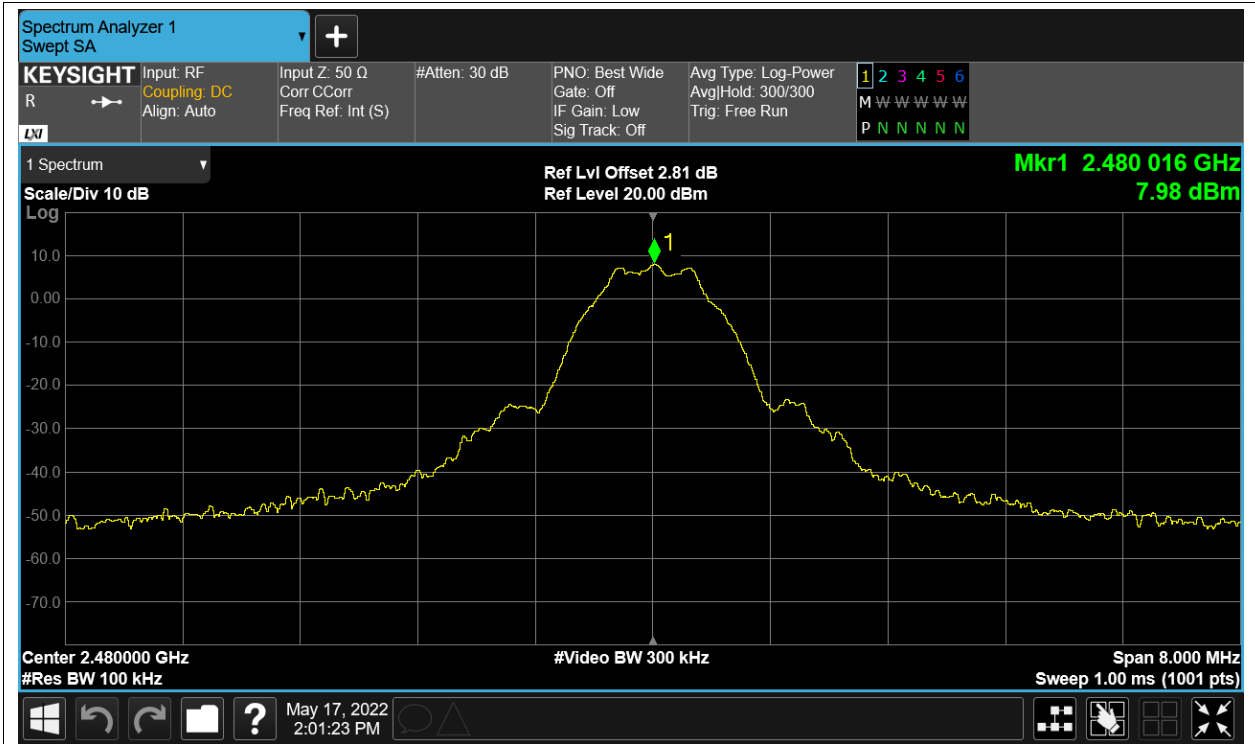 Spectrum Analyzer 1
Swept SA
+
KEYSIGHT
R
LXI
Input: RF
Coupling: DC
Align: Auto
Input Z: 50 Ω
Corr CCorr
Freq Ref: Int (S)
#Atten: 30 dB
PNO: Best Wide
Gate: Off
IF Gain: Low
Sig Track: Off
Avg Type: Log-Power
Avg|Hold: 300/300
Trig: Free Run
1 2 3 4 5 6
M W W W W W
P N N N N N
1 Spectrum
Scale/Div 10 dB
Log
Ref Lvl Offset 2.81 dB
Ref Level 20.00 dBm
Mkr1 2.480 016 GHz
7.98 dBm
1
10.0
0.00
-10.0
-20.0
-30.0
-40.0
-50.0
-60.0
-70.0
Center 2.480000 GHz
#Res BW 100 kHz
#Video BW 300 kHz
Span 8.000 MHz
Sweep 1.00 ms (1001 pts)
?
May 17, 2022
2:01:23 PM